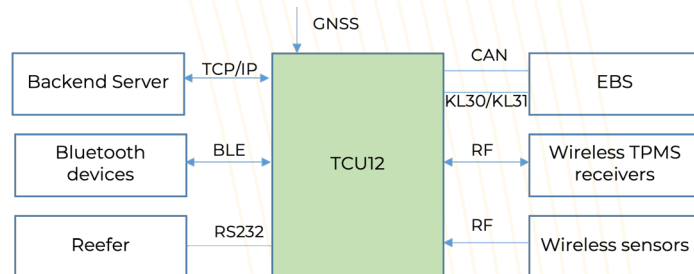 GNSS
Backend Server
TCP/IP
CAN
EBS
KL30/KL31
Bluetooth
devices
BLE
TCU12
RF
Wireless TPMS
receivers
Reefer
RS232
RF
Wireless sensors